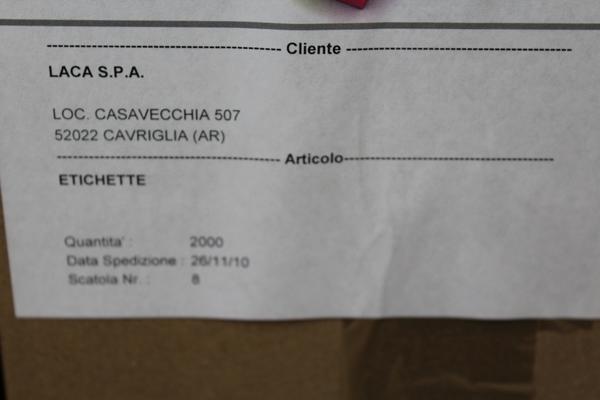 Cliente
LACA S.P.A.
LOC. CASAVECCHIA 507
52022 CAVRIGLIA (AR)
Articolo
ETICHETTE
Quantita' : 2000
Data Spedizione : 26/11/10
Scatola Nr. : 8